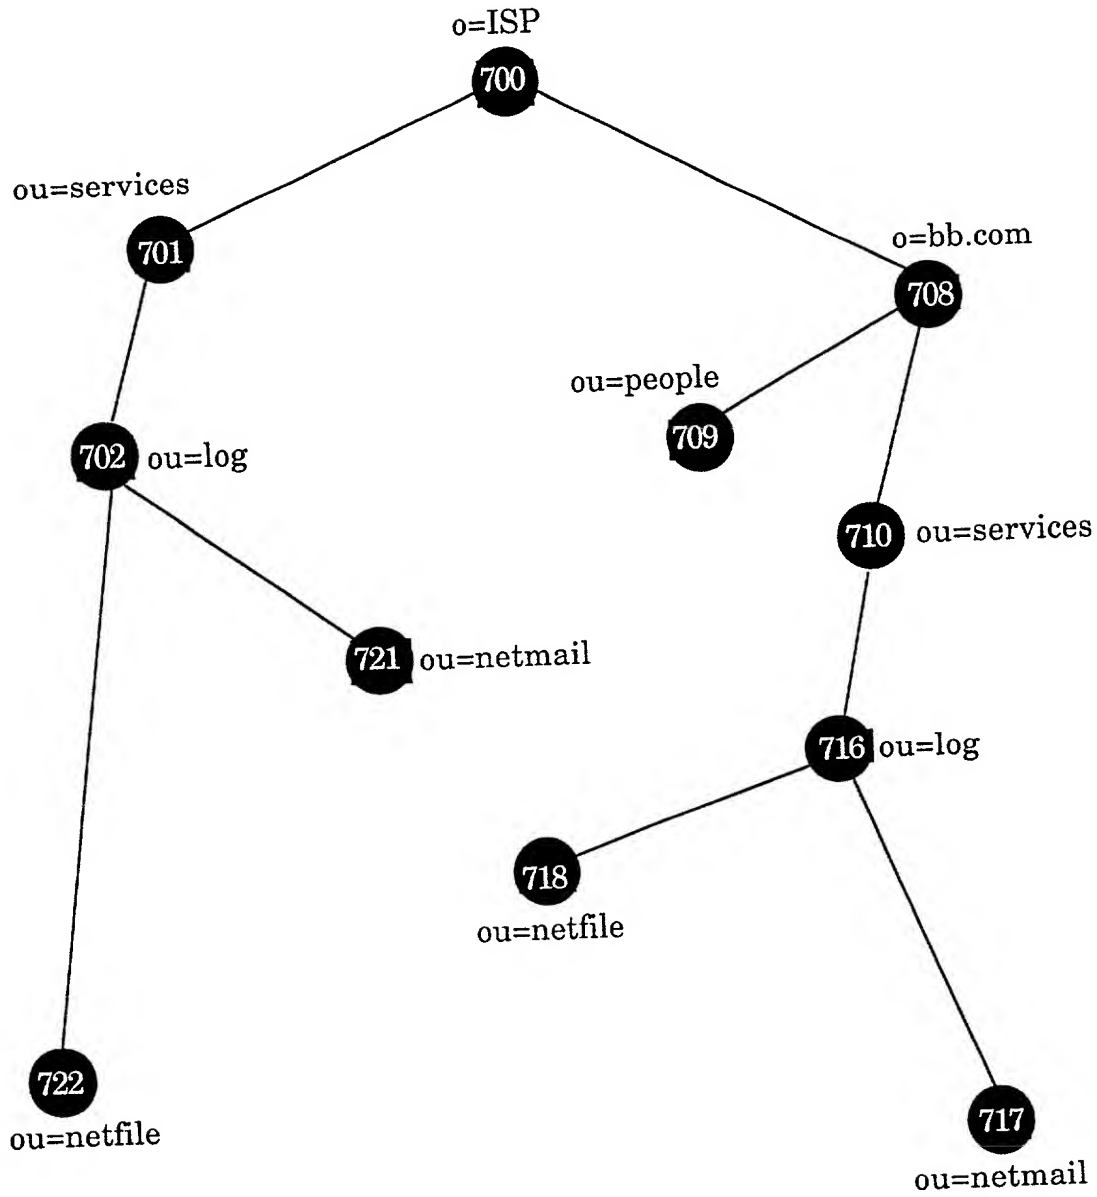 o=ISP
700
ou=services
701
o=bb.com
708
ou=people
709
702 ou=log
710 ou=services
721 ou=netmail
716 ou=log
718
ou=netfile
722
ou=netfile
717
ou=netmail